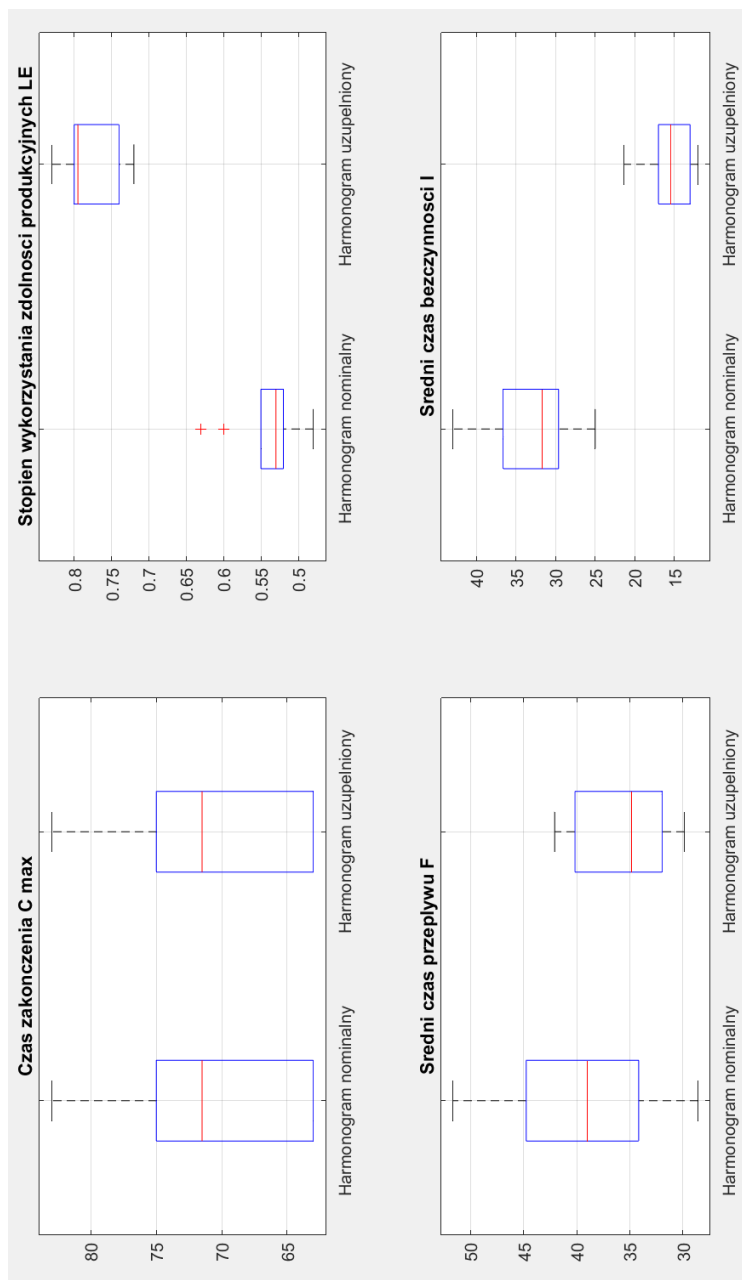 Czas zakonczenia C max
80
75
70
65
Harmonogram nominalny
Harmonogram uzupelniony
Stopien wykorzystania zdolnosci produkcyjnych LE
0.8
0.75
0.7
0.65
0.6
0.55
0.5
Harmonogram nominalny
Harmonogram uzupelniony
Sredni czas przeplywu F
50
45
40
35
30
Harmonogram nominalny
Harmonogram uzupelniony
Sredni czas bezczynnosci I
40
35
30
25
20
15
Harmonogram nominalny
Harmonogram uzupelniony